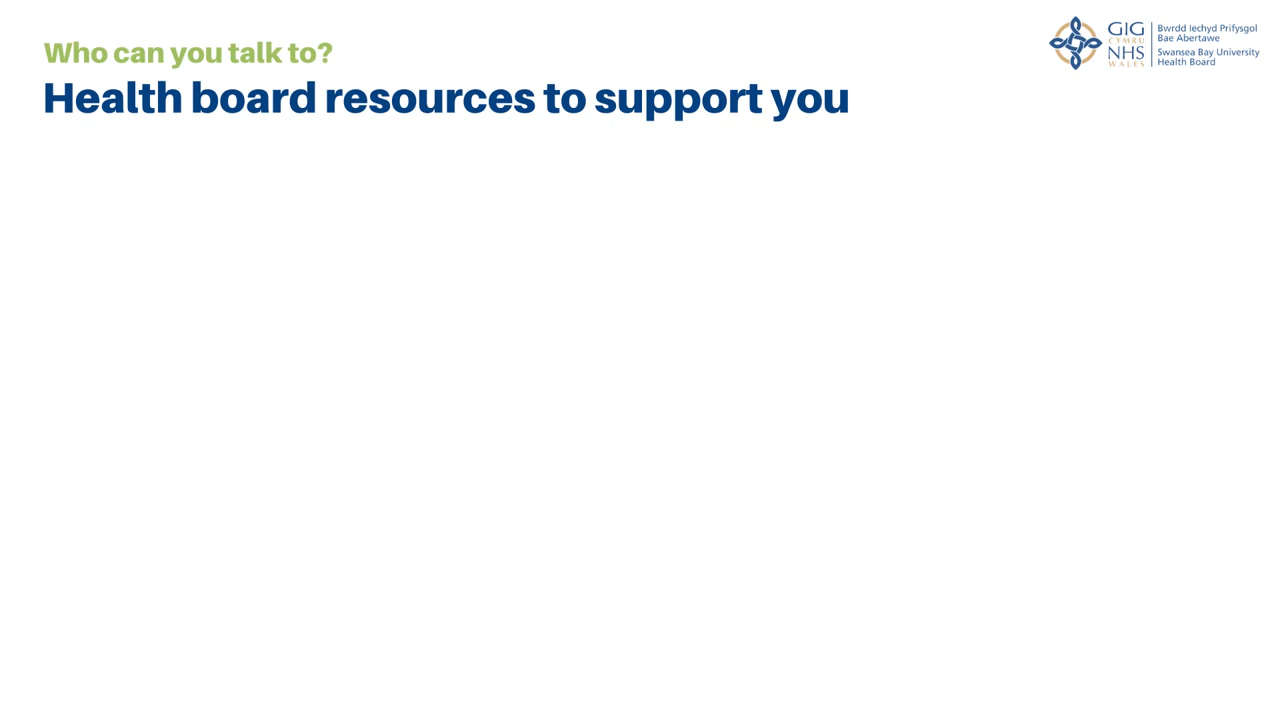 Who can you talk to?
Health board resources to support you
GIG
CYMRU
NHS
WALES
Bwrdd Iechyd Prifysgol
Bae Abertawe
Swansea Bay University
Health Board